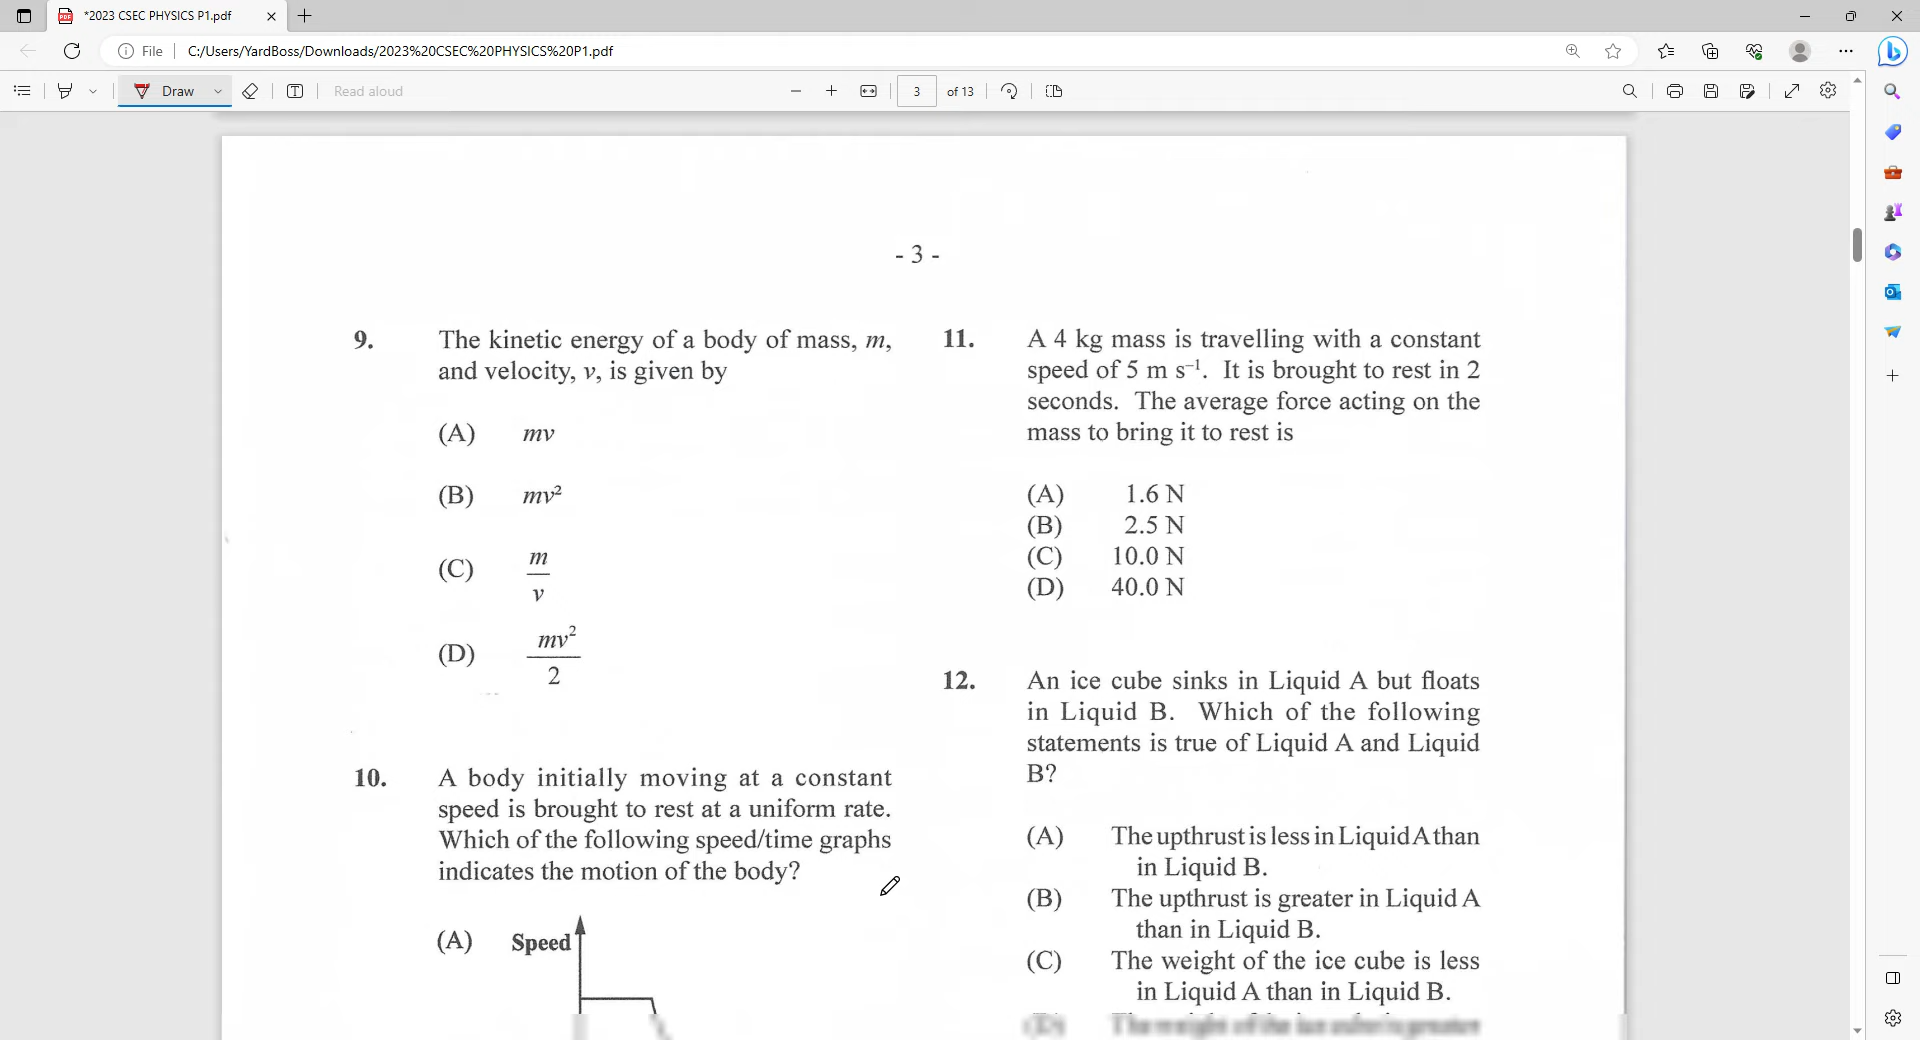 *2023 CSEC PHYSICS P1.pdf
File
C:/Users/YardBoss/Downloads/2023%20CSEC%20PHYSICS%20P1.pdf
Draw
Read aloud
3 of 13
- 3 -
9. The kinetic energy of a body of mass, m,
and velocity, v, is given by
(A) mv
(B) mv²
(C) m/v
(D) mv²/2
10. A body initially moving at a constant
speed is brought to rest at a uniform rate.
Which of the following speed/time graphs
indicates the motion of the body?
(A) Speed
11. A 4 kg mass is travelling with a constant
speed of 5 m s⁻¹. It is brought to rest in 2
seconds. The average force acting on the
mass to bring it to rest is
(A) 1.6 N
(B) 2.5 N
(C) 10.0 N
(D) 40.0 N
12. An ice cube sinks in Liquid A but floats
in Liquid B. Which of the following
statements is true of Liquid A and Liquid
B?
(A) The upthrust is less in Liquid A than
in Liquid B.
(B) The upthrust is greater in Liquid A
than in Liquid B.
(C) The weight of the ice cube is less
in Liquid A than in Liquid B.